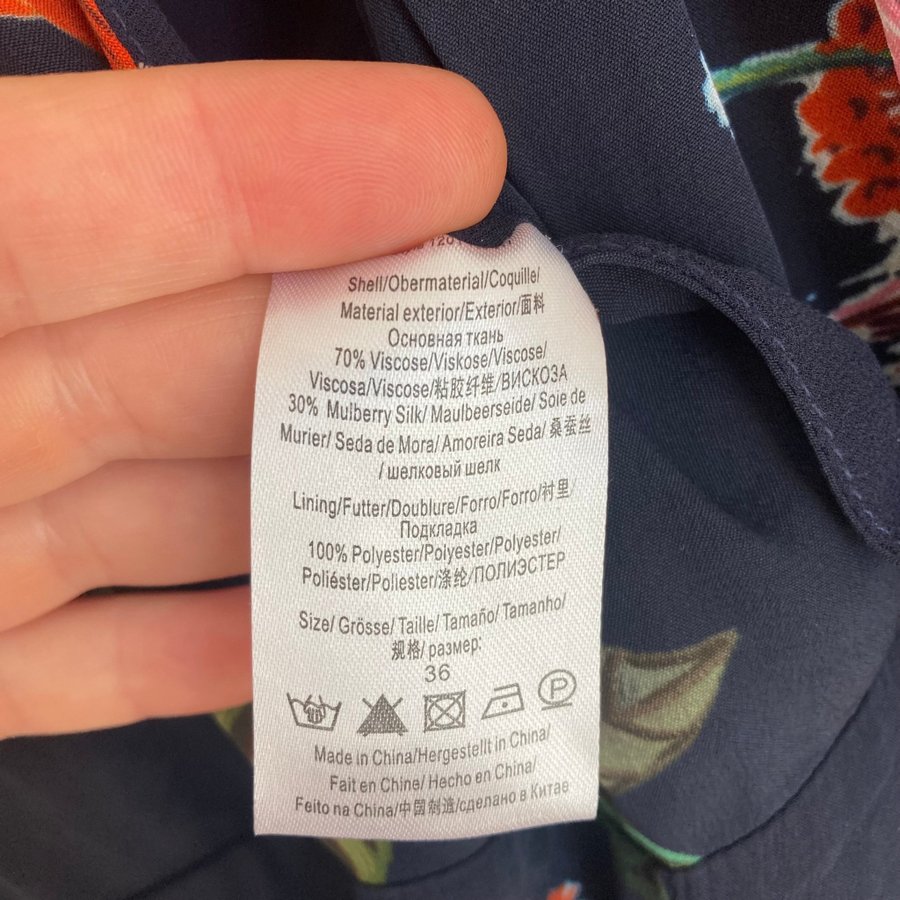 Shell/Obermaterial/Coquille/
Material exterior/Exterior/面料
Основная ткань
70% Viscose/Viskose/Viscose/
Viscosa/Viscose/粘胶纤维/ВИСКОЗА
30% Mulberry Silk/ Maulbeerseide/ Soie de
Murier/ Seda de Mora/ Amoreira Seda/ 桑蚕丝
/ шелковый шелк
Lining/Futter/Doublure/Forro/Forro/衬里/
Подкладка
100% Polyester/Polyester/Polyester/
Poliéster/Poliester/涤纶/ПОЛИЭСТЕР
Size/ Grösse/ Taille/ Tamaño/ Tamanho/
规格/ размер:
36
P
Made in China/Hergestellt in China/
Fait en Chine/ Hecho en China/
Feito na China/中国制造/сделано в Китае